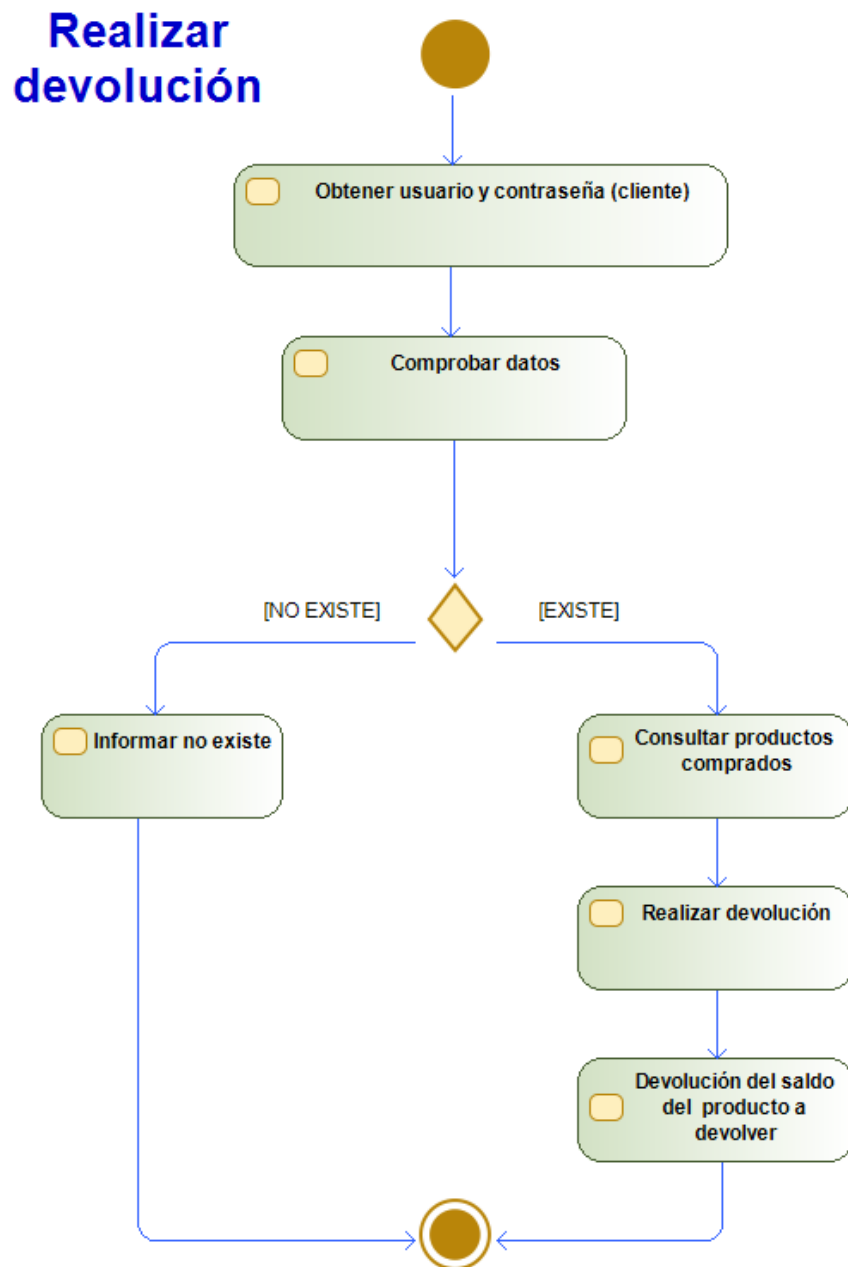 Realizar
devolución
Obtener usuario y contraseña (cliente)
Comprobar datos
[NO EXISTE]
[EXISTE]
Informar no existe
Consultar productos
comprados
Realizar devolución
Devolución del saldo
del producto a
devolver